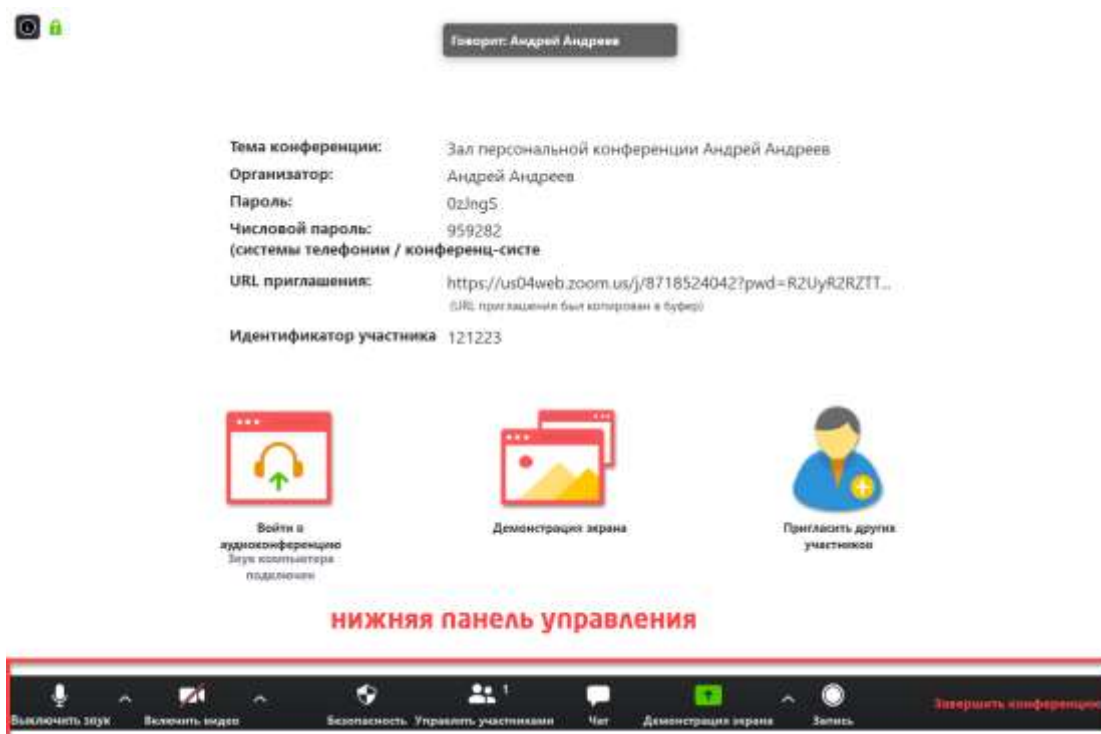 Говорит: Андрей Андреев
Тема конференции: Зал персональной конференции Андрей Андреев
Организатор: Андрей Андреев
Пароль: 0zJngS
Числовой пароль: 959282
(системы телефонии / конференц-систе
URL приглашения: https://us04web.zoom.us/j/8718524042?pwd=R2UyR2RZTT...
(URL приглашения был копирован в буфер)
Идентификатор участника 121223
Войти в
аудиоконференцию
Звук компьютера
подключен
Демонстрация экрана
Пригласить других
участников
нижняя панель управления
1
Выключить звук Включить видео Безопасность Управлять участниками Чат Демонстрация экрана Запись Завершить конференцию